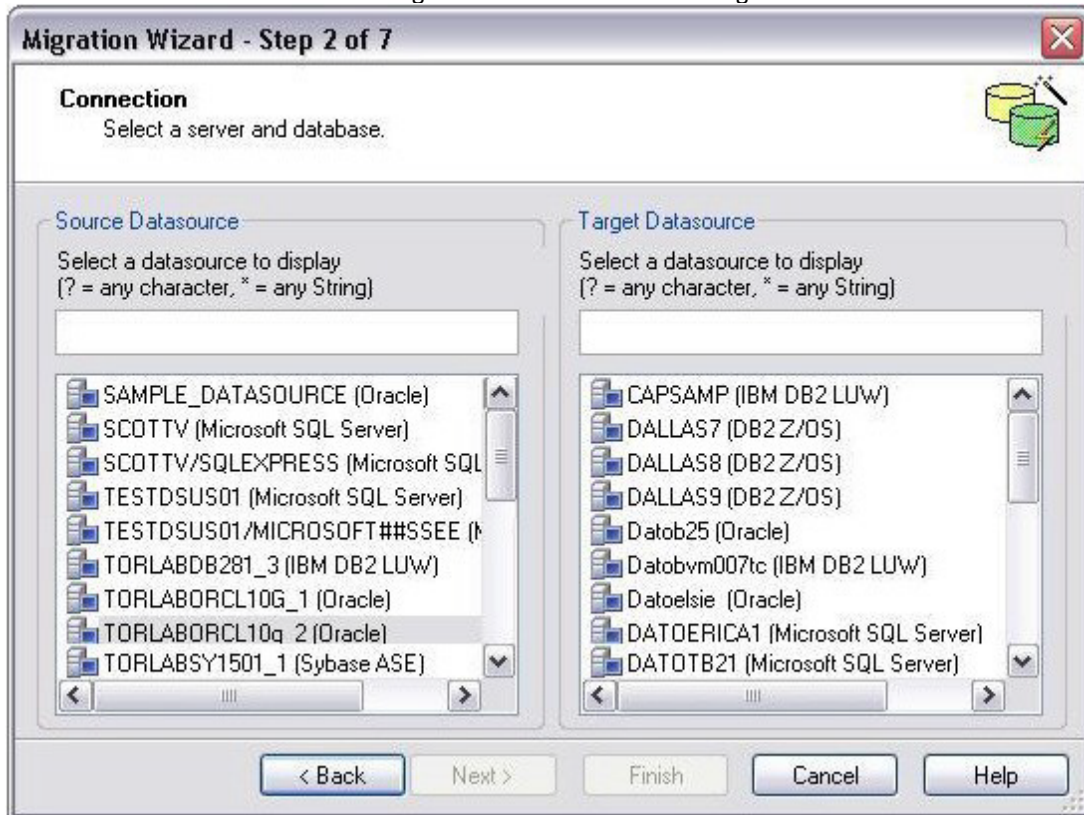 Migration Wizard - Step 2 of 7
Connection
Select a server and database.
Source Datasource
Select a datasource to display
(? = any character, * = any String)
SAMPLE_DATASOURCE (Oracle)
SCOTTV (Microsoft SQL Server)
SCOTTV/SQLEXPRESS (Microsoft SQL
TESTDSUS01 (Microsoft SQL Server)
TESTDSUS01/MICROSOFT##SSEE (M
TORLABDB281_3 (IBM DB2 LUW)
TORLABORCL10G_1 (Oracle)
TORLABORCL10g_2 (Oracle)
TORLABSY1501_1 (Sybase ASE)
Target Datasource
Select a datasource to display
(? = any character, * = any String)
CAPSAMP (IBM DB2 LUW)
DALLAS7 (DB2 Z/OS)
DALLAS8 (DB2 Z/OS)
DALLAS9 (DB2 Z/OS)
Datob25 (Oracle)
Datobvm007tc (IBM DB2 LUW)
Datoelsie (Oracle)
DATOERICA1 (Microsoft SQL Server)
DATOTB21 (Microsoft SQL Server)
< Back
Next >
Finish
Cancel
Help